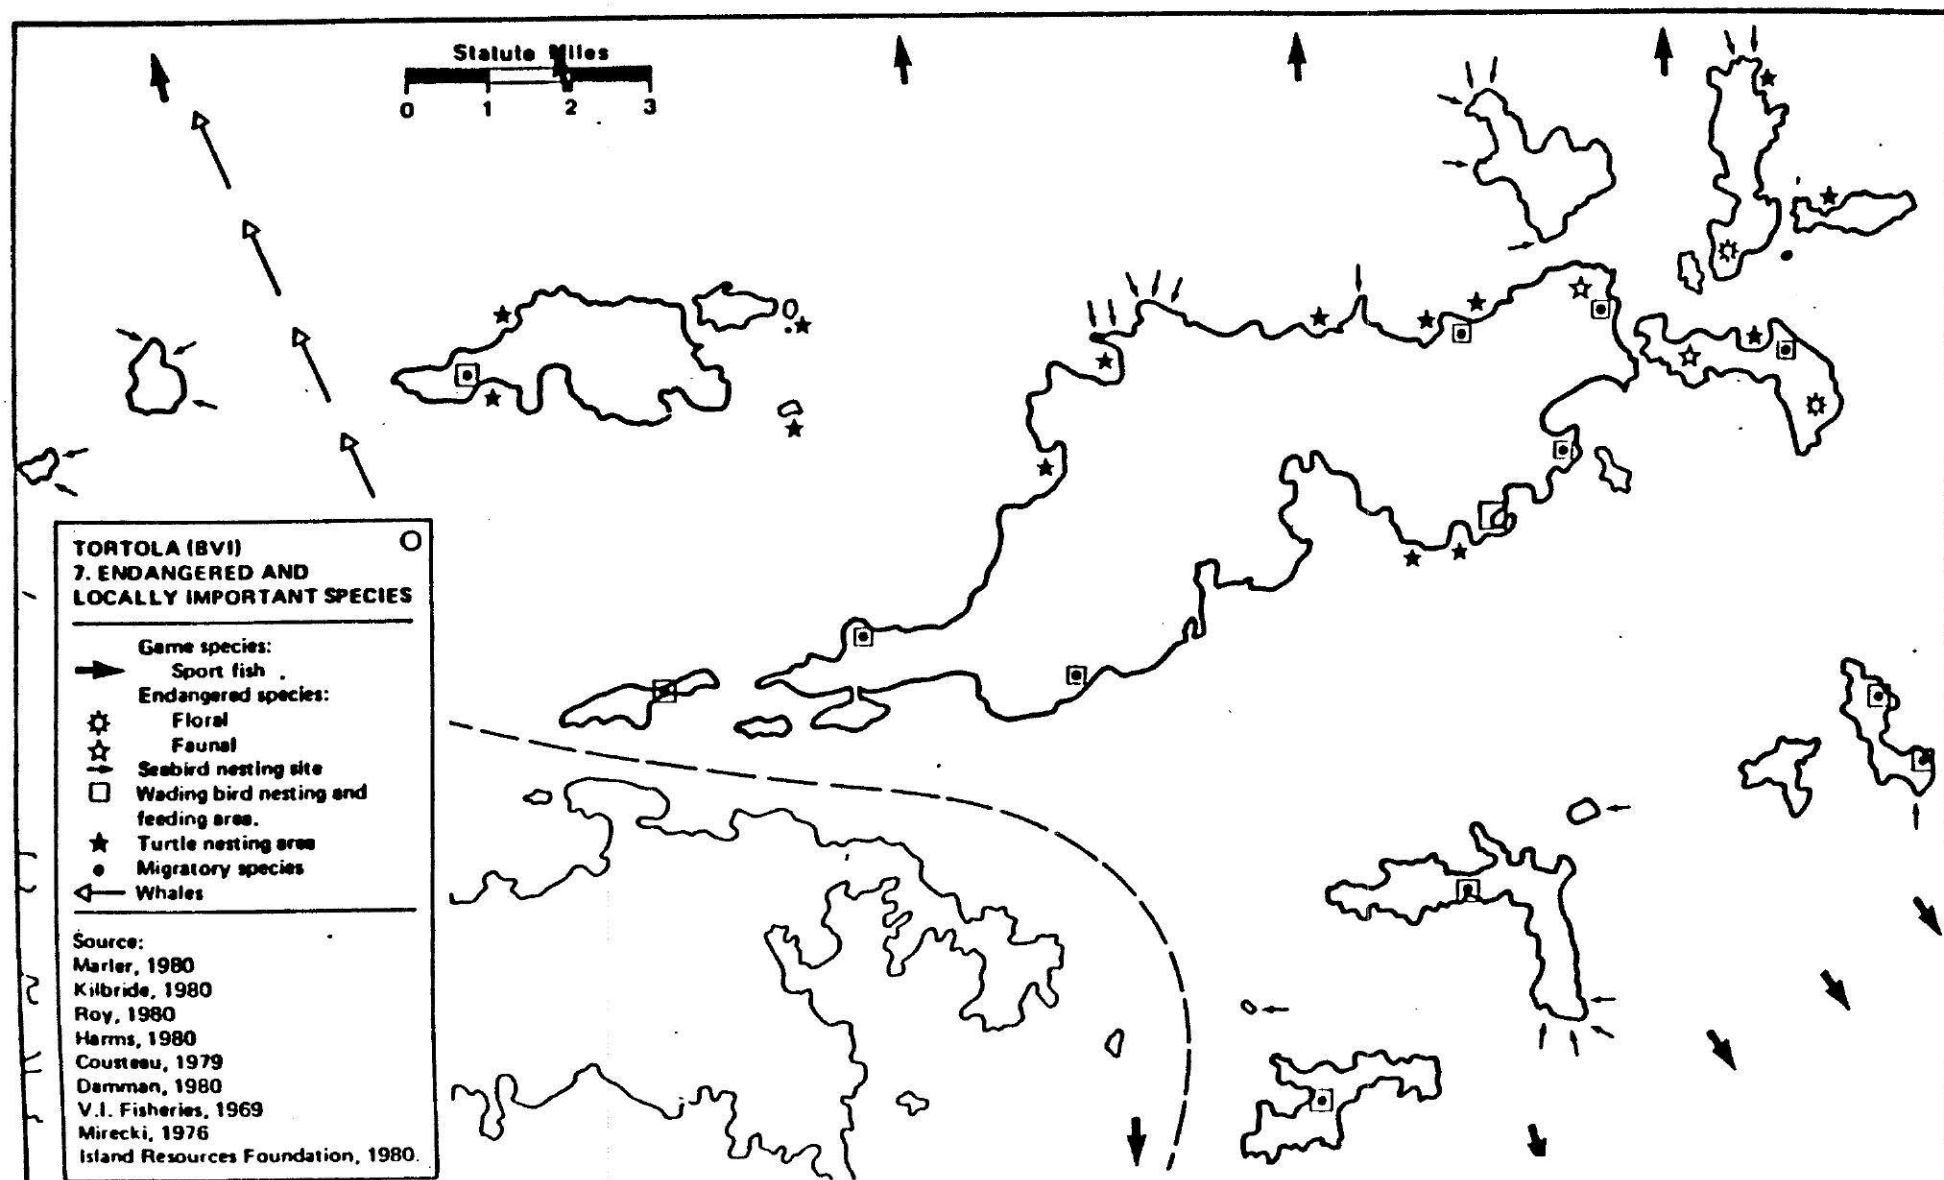 Statute Miles
0 1 2 3
TORTOLA (BVI)
7. ENDANGERED AND
LOCALLY IMPORTANT SPECIES
Game species:
Sport fish
Endangered species:
Floral
Faunal
Seabird nesting site
Wading bird nesting and
feeding area.
Turtle nesting area
Migratory species
Whales
Source:
Marler, 1980
Kilbride, 1980
Roy, 1980
Harms, 1980
Cousteau, 1979
Damman, 1980
V.I. Fisheries, 1969
Mirecki, 1976
Island Resources Foundation, 1980.